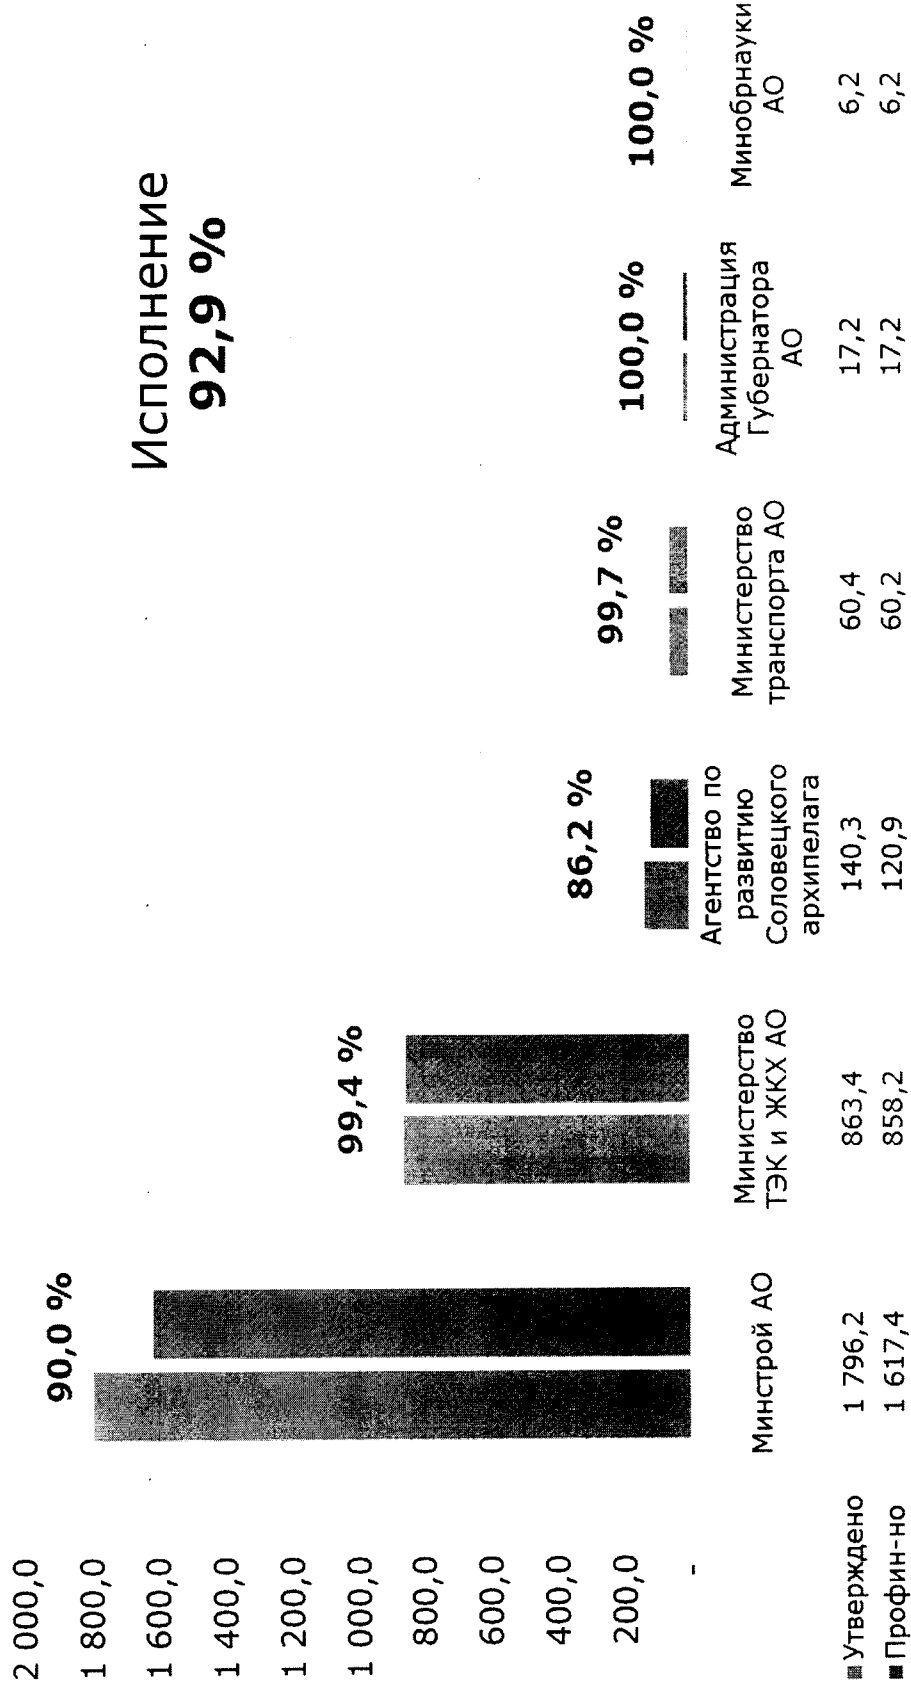 Исполнение
92,9 %
2 000,0
1 800,0
1 600,0
1 400,0
1 200,0
1 000,0
800,0
600,0
400,0
200,0
-
90,0 %
99,4 %
86,2 %
99,7 %
100,0 %
100,0 %
Минстрой АО
Министерство
ТЭК и ЖКХ АО
Агентство по
развитию
Соловецкого
архипелага
Министерство
транспорта АО
Администрация
Губернатора
АО
Минобрнауки
АО
Утверждено 1 796,2 863,4 140,3 60,4 17,2 6,2
Профин-но 1 617,4 858,2 120,9 60,2 17,2 6,2